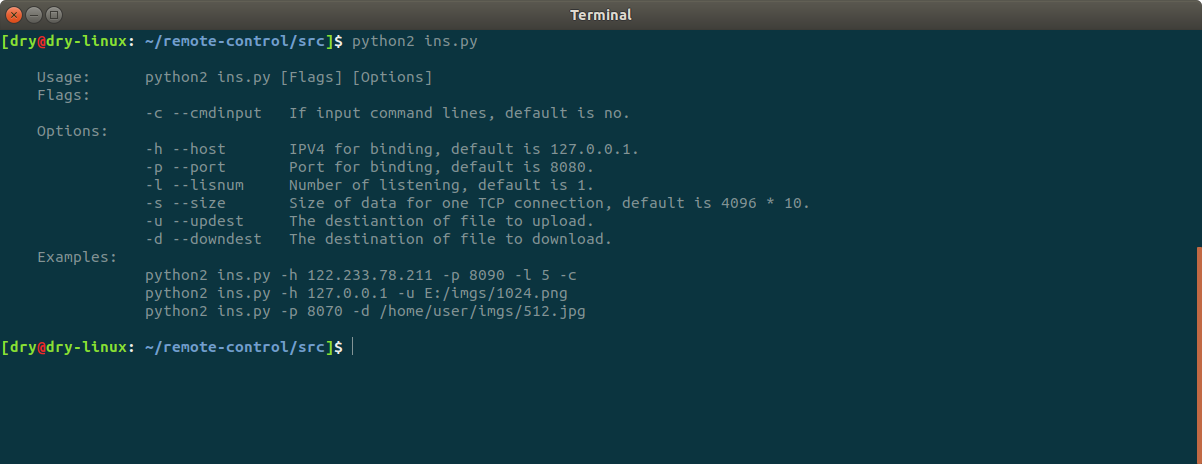 Terminal
[dry@dry-linux: ~/remote-control/src]$ python2 ins.py
Usage: python2 ins.py [Flags] [Options]
Flags:
-c --cmdinput If input command lines, default is no.
Options:
-h --host IPV4 for binding, default is 127.0.0.1.
-p --port Port for binding, default is 8080.
-l --lisnum Number of listening, default is 1.
-s --size Size of data for one TCP connection, default is 4096 * 10.
-u --updest The destiantion of file to upload.
-d --downdest The destination of file to download.
Examples:
python2 ins.py -h 122.233.78.211 -p 8090 -l 5 -c
python2 ins.py -h 127.0.0.1 -u E:/imgs/1024.png
python2 ins.py -p 8070 -d /home/user/imgs/512.jpg
[dry@dry-linux: ~/remote-control/src]$